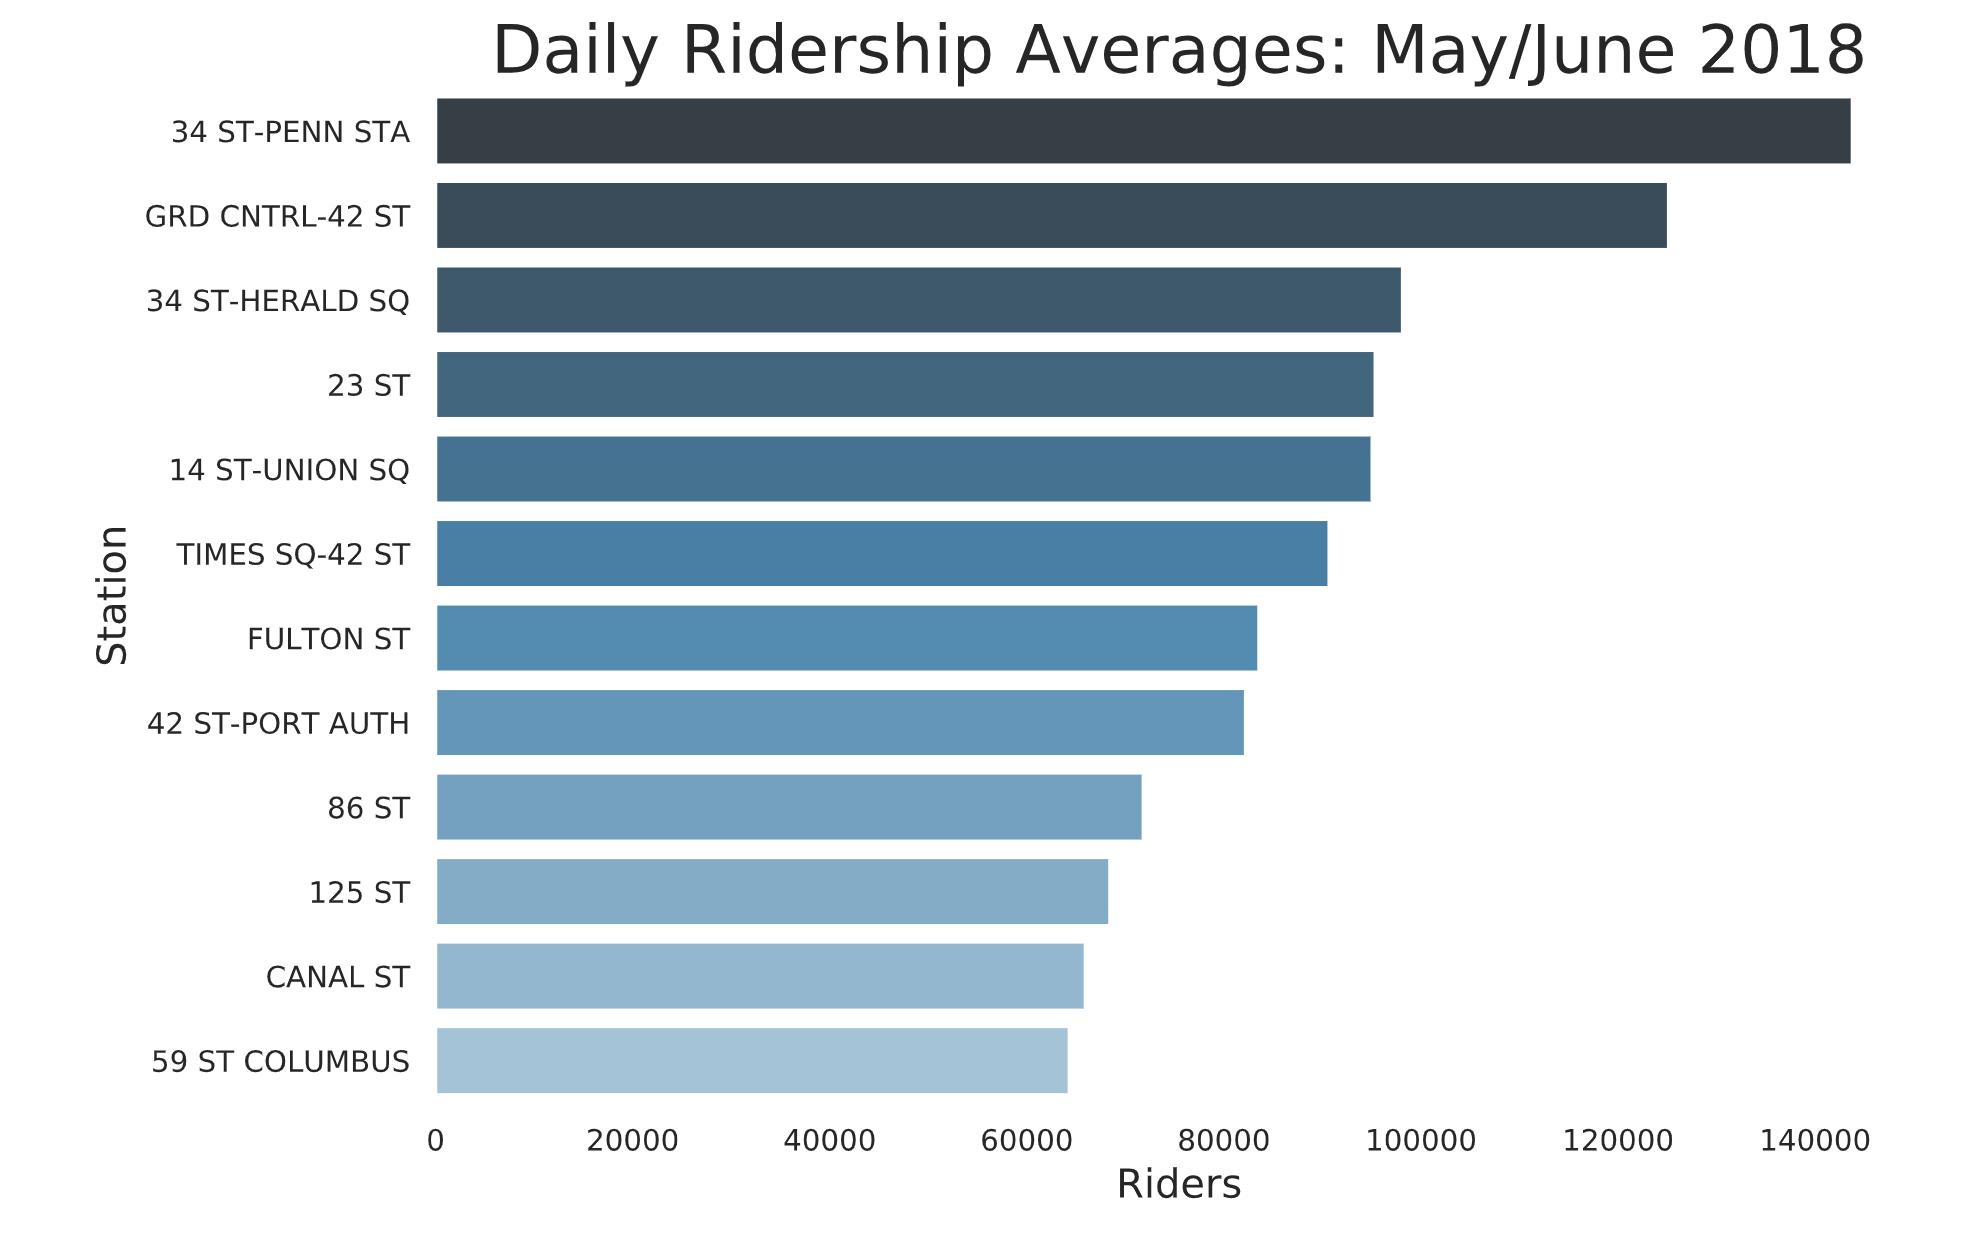 Daily Ridership Averages: May/June 2018
34 ST-PENN STA
GRD CNTRL-42 ST
34 ST-HERALD SQ
23 ST
14 ST-UNION SQ
TIMES SQ-42 ST
FULTON ST
42 ST-PORT AUTH
86 ST
125 ST
CANAL ST
59 ST COLUMBUS
Station
0 20000 40000 60000 80000 100000 120000 140000
Riders